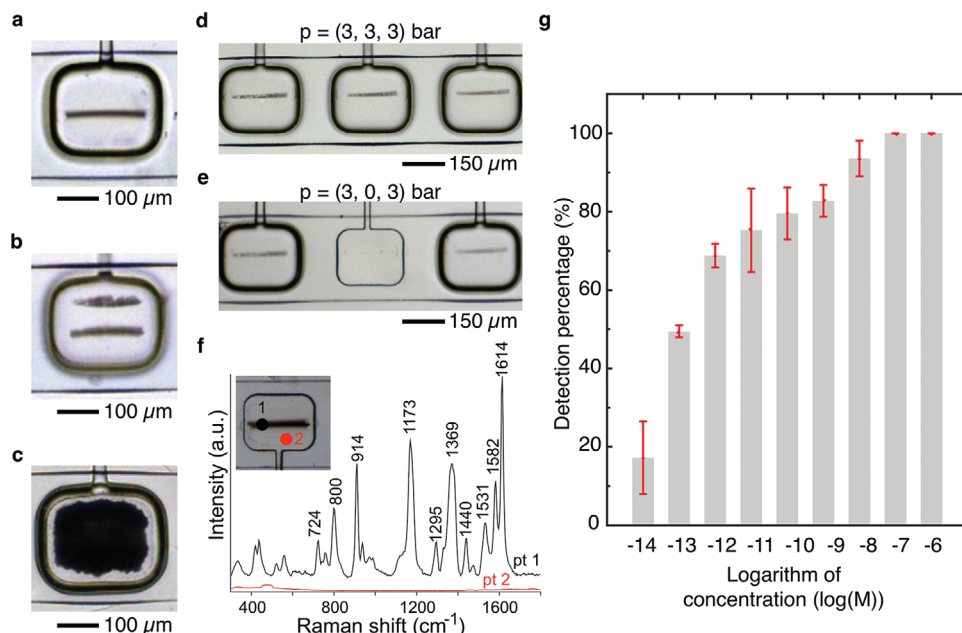 a
100 µm
b
100 µm
c
100 µm
d
p = (3, 3, 3) bar
150 µm
e
p = (3, 0, 3) bar
150 µm
f
Intensity (a.u.)
1
2
724
800
914
1173
1295
1369
1440
1531
1582
1614
pt 1
pt 2
400 800 1200 1600
Raman shift (cm⁻¹)
g
Detection percentage (%)
100
80
60
40
20
0
-14 -13 -12 -11 -10 -9 -8 -7 -6
Logarithm of
concentration (log(M))